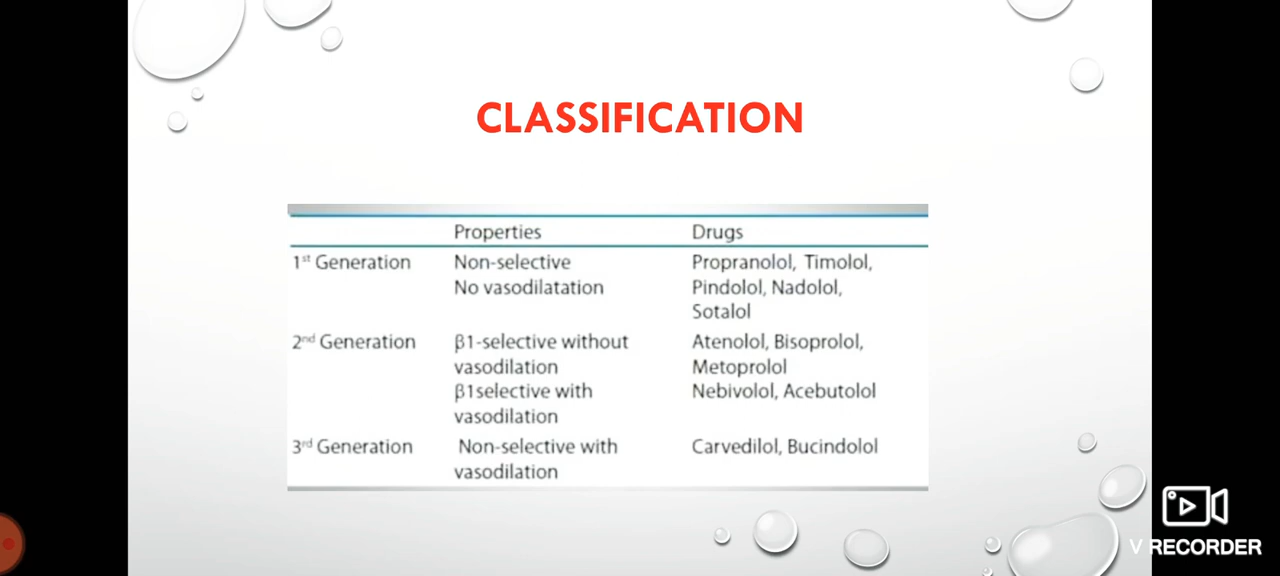 CLASSIFICATION
Properties Drugs
1st Generation Non-selective Propranolol, Timolol,
No vasodilatation Pindolol, Nadolol,
Sotalol
2nd Generation β1-selective without Atenolol, Bisoprolol,
vasodilation Metoprolol
β1selective with Nebivolol, Acebutolol
vasodilation
3rd Generation Non-selective with Carvedilol, Bucindolol
vasodilation
V RECORDER